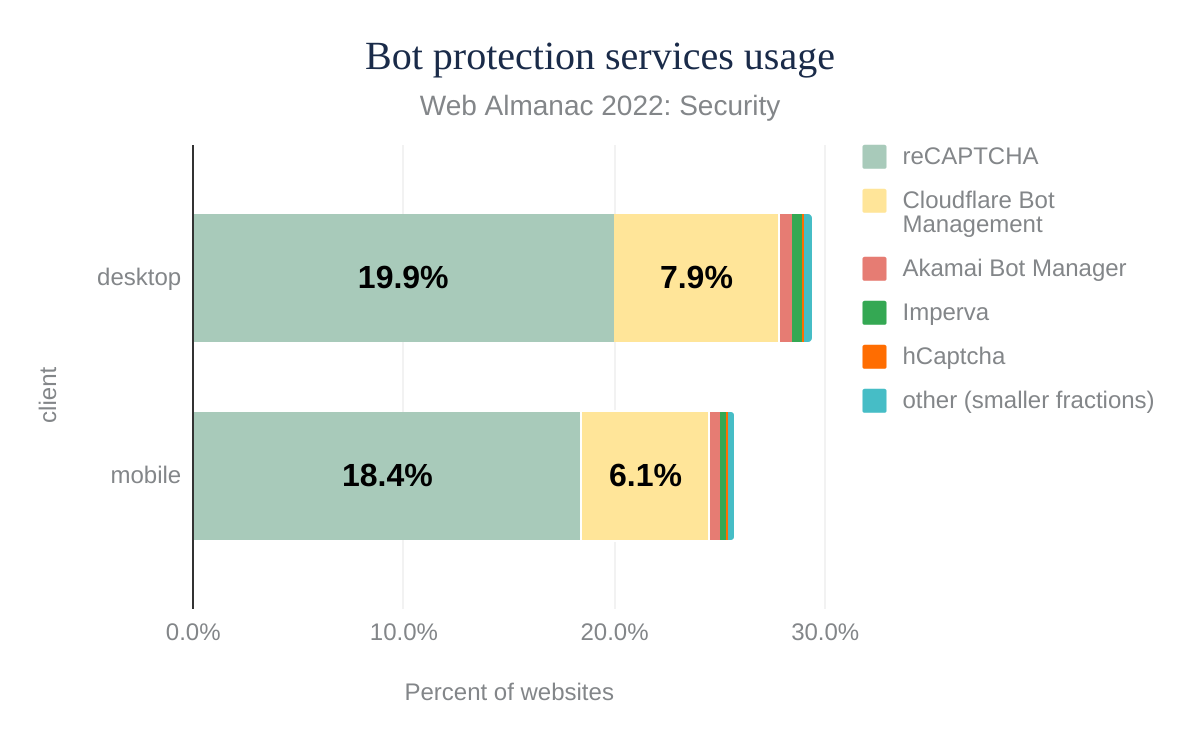 Bot protection services usage
Web Almanac 2022: Security
reCAPTCHA
Cloudflare Bot
Management
Akamai Bot Manager
Imperva
hCaptcha
other (smaller fractions)
client
desktop
19.9%
7.9%
mobile
18.4%
6.1%
0.0%
10.0%
20.0%
30.0%
Percent of websites